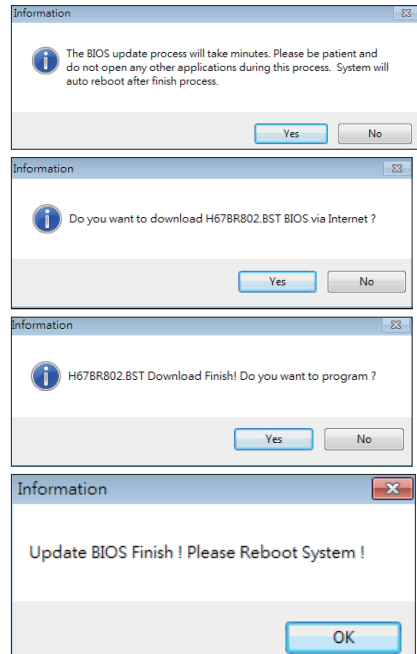 Information
The BIOS update process will take minutes. Please be patient and
do not open any other applications during this process. System will
auto reboot after finish process.
Yes No
Information
Do you want to download H67BR802.BST BIOS via Internet ?
Yes No
Information
H67BR802.BST Download Finish! Do you want to program ?
Yes No
Information
Update BIOS Finish ! Please Reboot System !
OK